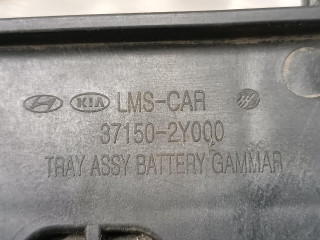 KIA LMS-CAR
37150-2Y000
TRAY ASSY BATTERY GAMMAR